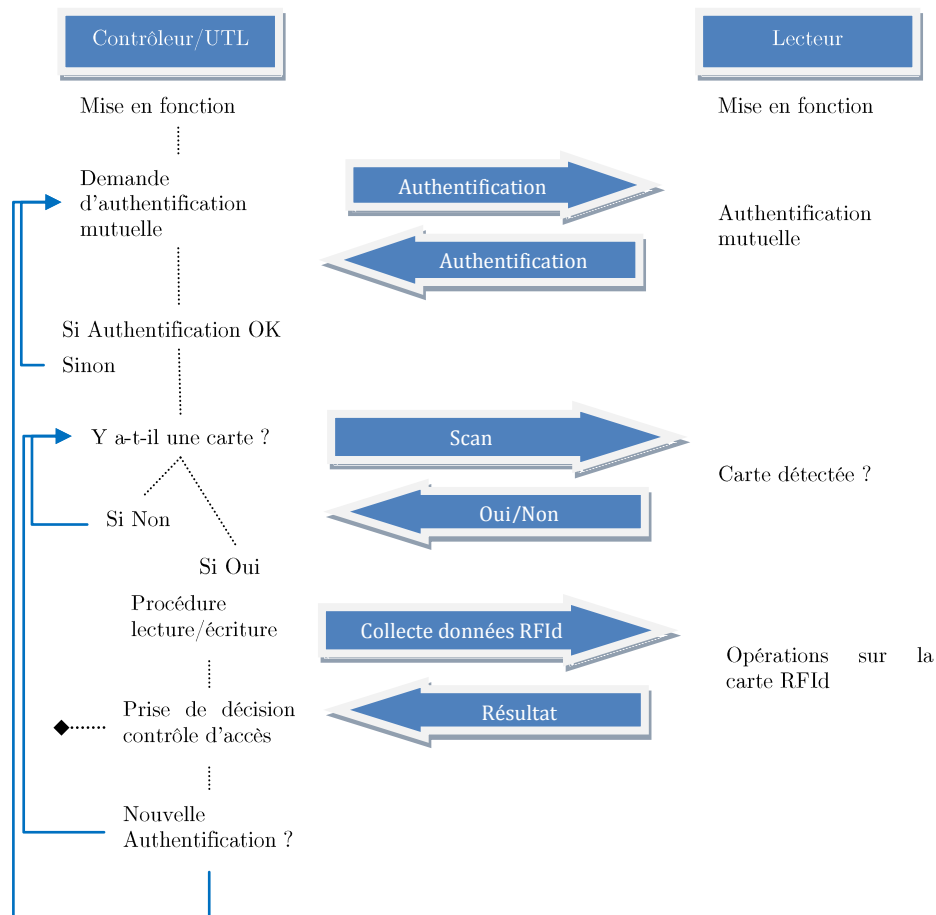 Contrôleur/UTL
Lecteur
Mise en fonction
Mise en fonction
Demande
d'authentification
mutuelle
Authentification
Authentification
Authentification
mutuelle
Si Authentification OK
Sinon
Y a-t-il une carte ?
Scan
Carte détectée ?
Oui/Non
Si Non
Si Oui
Procédure
lecture/écriture
Collecte données RFId
Opérations sur la
carte RFId
Résultat
Prise de décision
contrôle d'accès
Nouvelle
Authentification ?